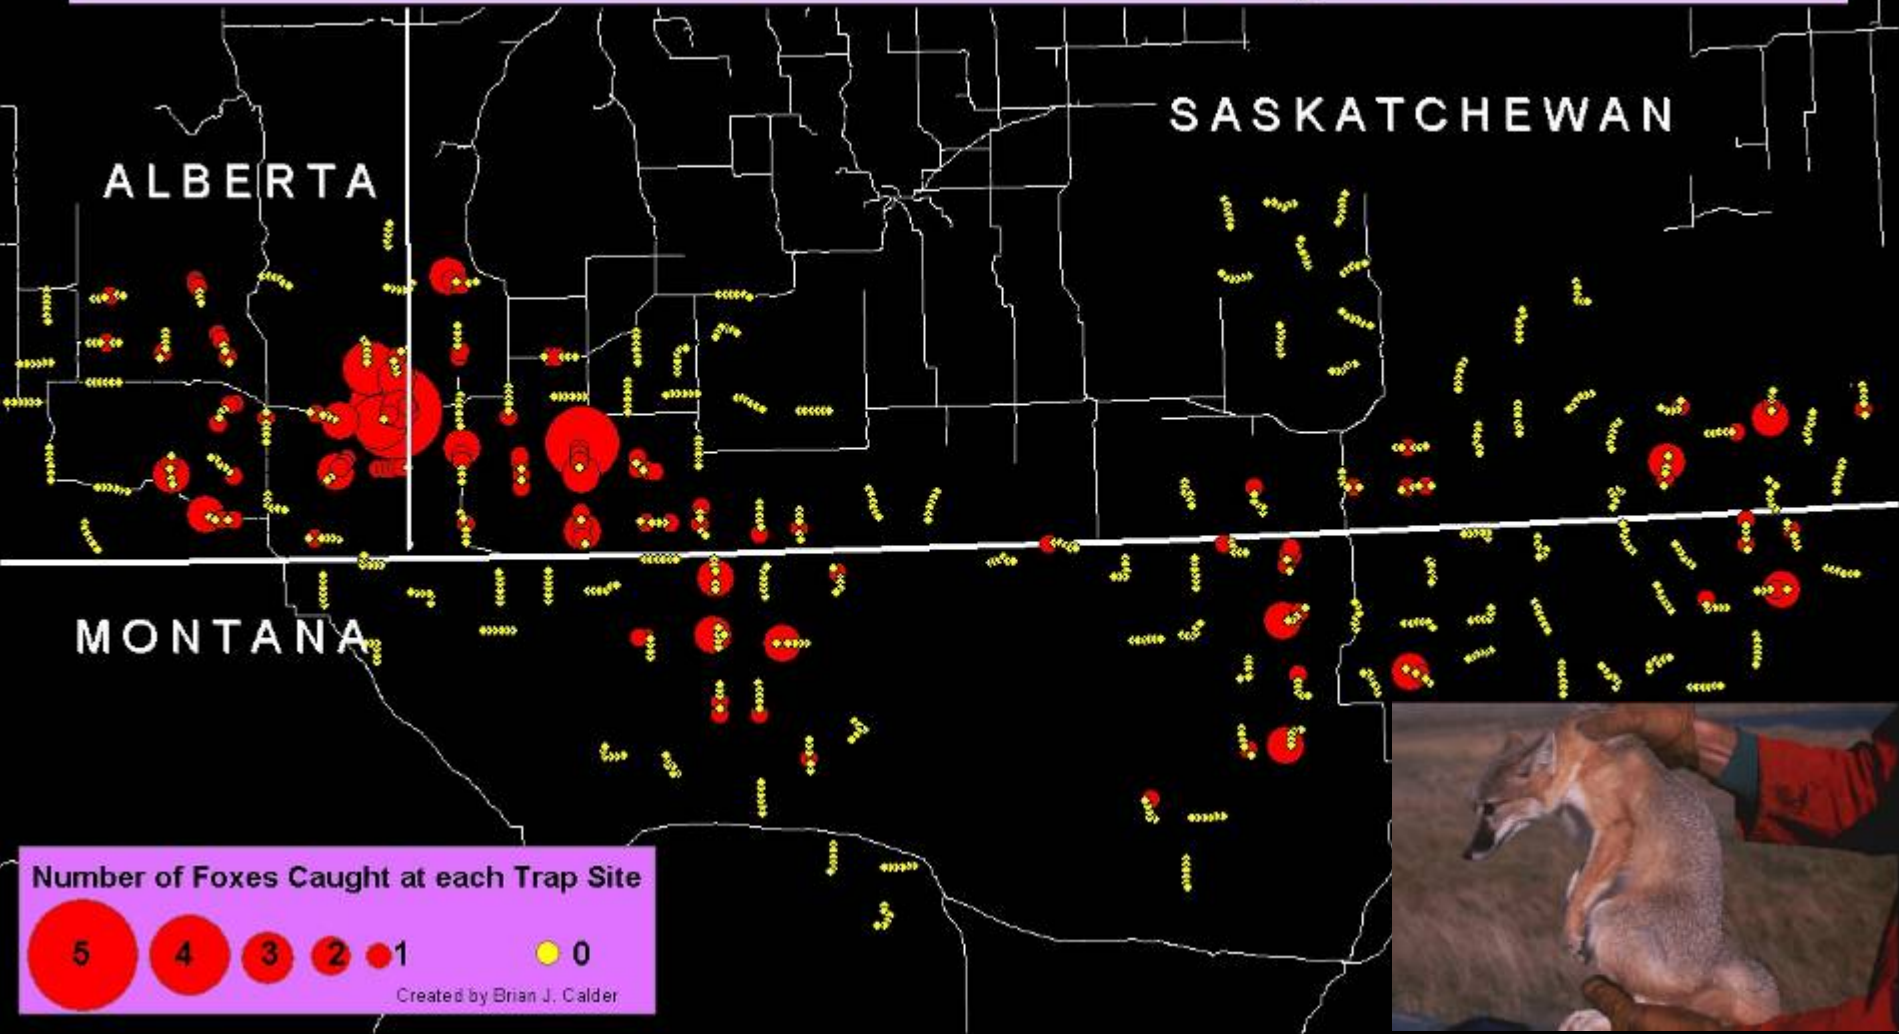 SASKATCHEWAN
ALBERTA
MONTANA
Number of Foxes Caught at each Trap Site
5 4 3 2 1 0
Created by Brian J. Calder